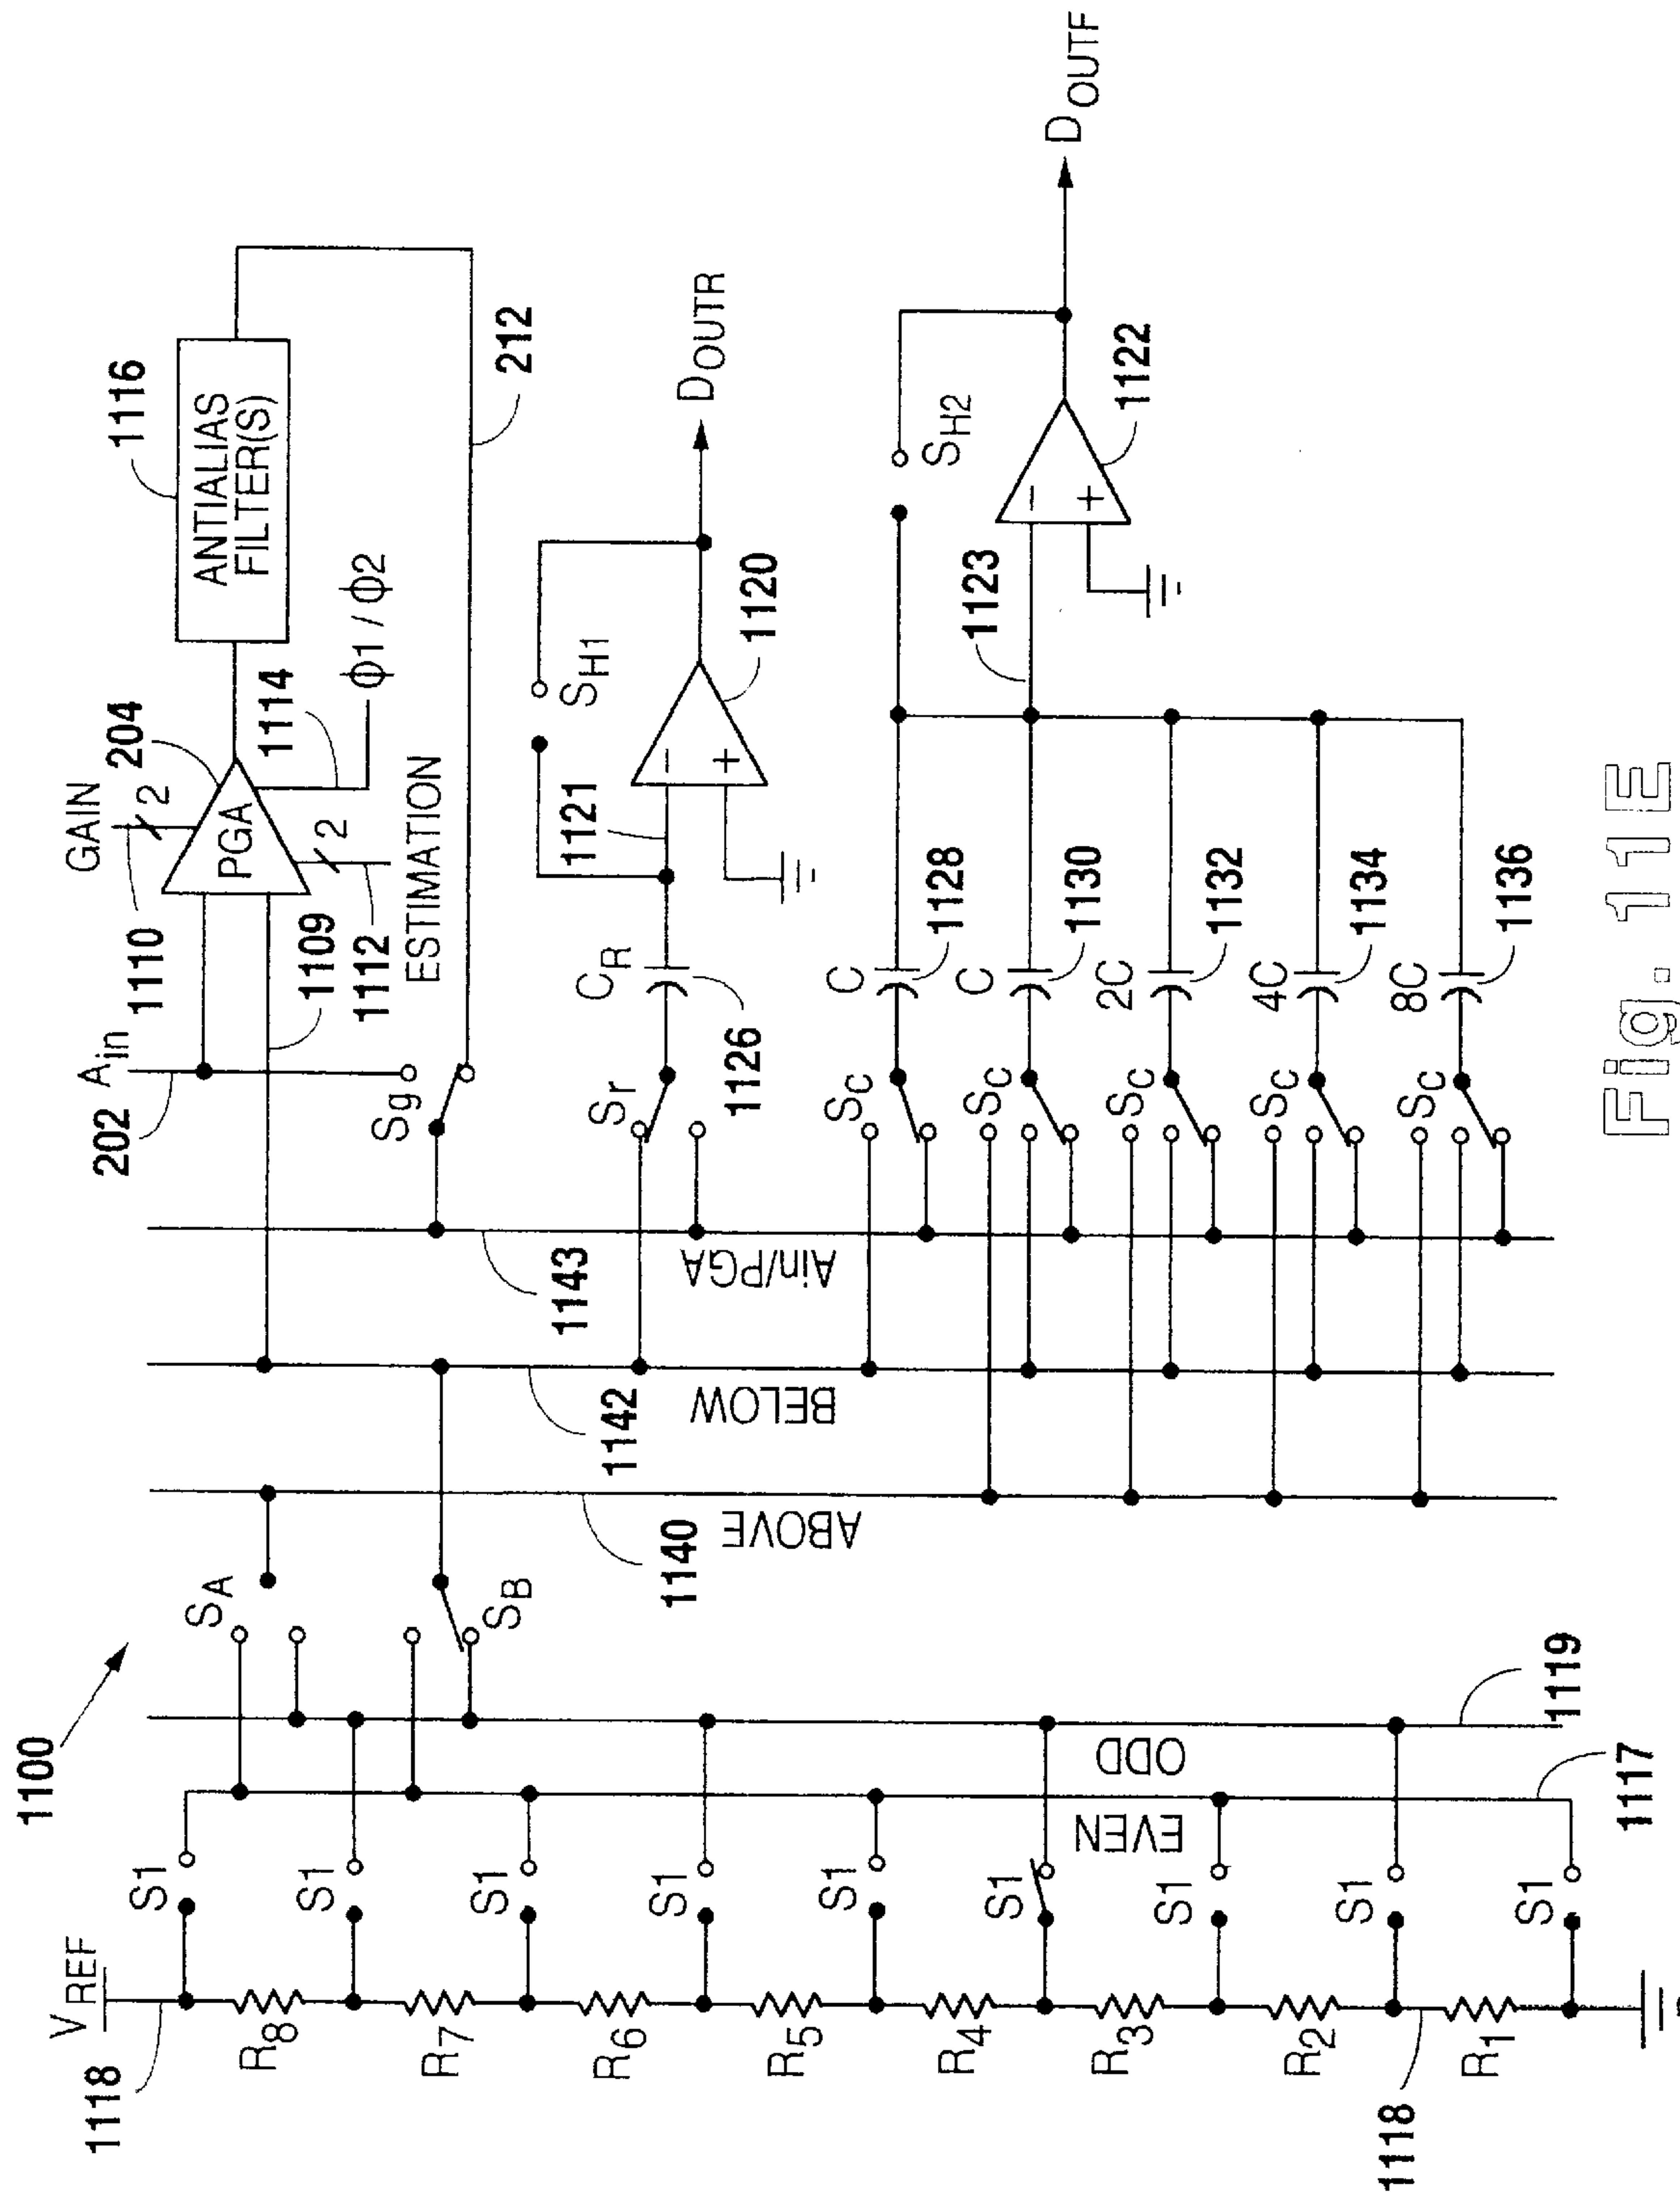 1100
V_REF
1118
R8
R7
R6
R5
R4
R3
R2
R1
1118
S1
S1
S1
S1
S1
S1
S1
S1
S1
EVEN
ODD
1117
1119
S_A
S_B
ABOVE
1140
BELOW
1142
Ain/PGA
1143
202
A_in
1110
GAIN
2
204
PGA
1109
1112
2
ESTIMATION
1114
ϕ1 / ϕ2
1116
ANTIALIAS
FILTER(S)
212
S_g
S_r
C_R
1126
1121
S_H1
−
+
1120
D_OUTR
S_C
C
1128
S_C
C
1130
S_C
2C
1132
S_C
4C
1134
S_C
8C
1136
1123
S_H2
−
+
1122
D_OUTF
Fig. 11E